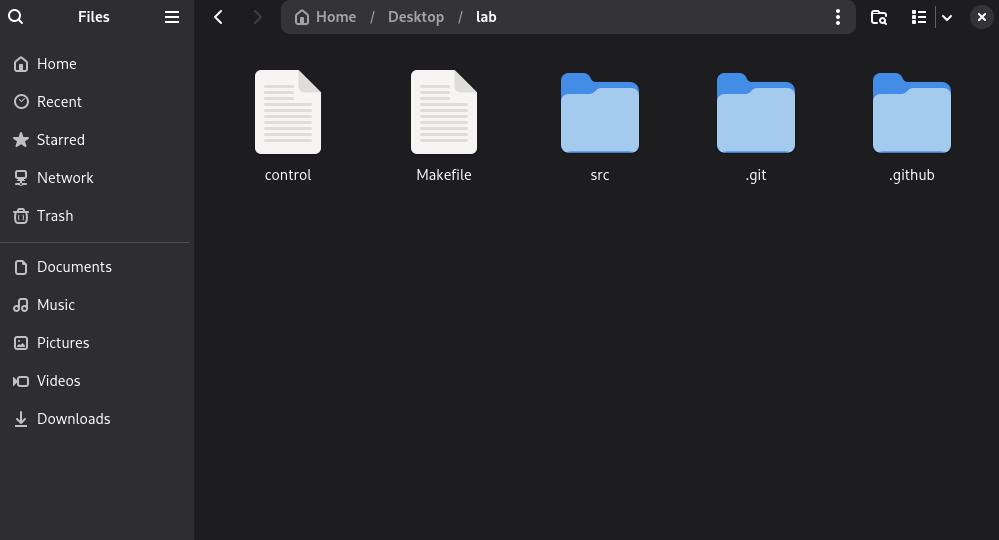 Files
Home / Desktop / lab
Home
Recent
Starred
Network
Trash
Documents
Music
Pictures
Videos
Downloads
control
Makefile
src
.git
.github